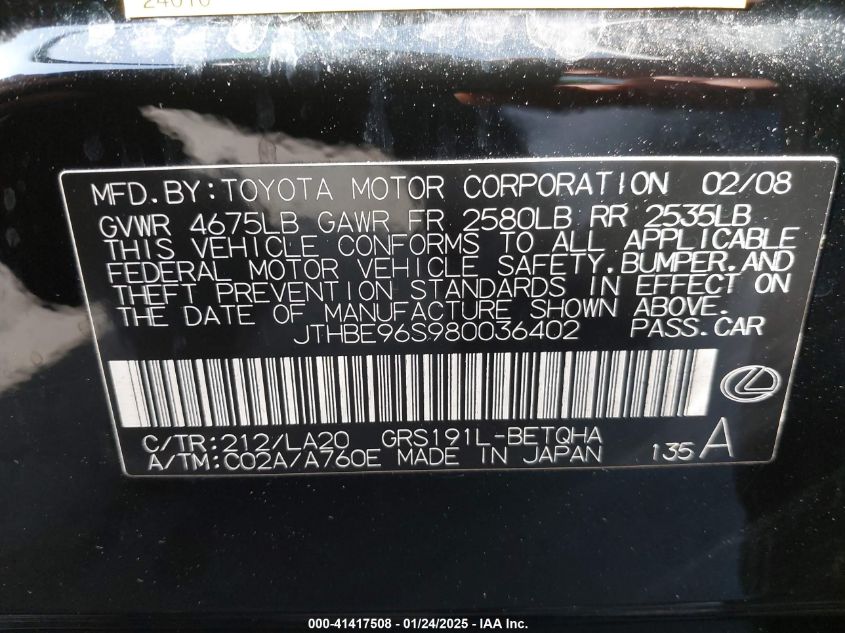 MFD.BY:TOYOTA MOTOR CORPORATION 02/08
GVWR 4675LB GAWR FR 2580LB RR 2535LB
THIS VEHICLE CONFORMS TO ALL APPLICABLE
FEDERAL MOTOR VEHICLE SAFETY,BUMPER,AND
THEFT PREVENTION STANDARDS IN EFFECT ON
THE DATE OF MANUFACTURE SHOWN ABOVE.
JTHBE96S980036402 PASS.CAR
C/TR:212/LA20 GRS191L-BETQHA
A/TM:C02A/A760E MADE IN JAPAN 135 A
000-41417508 - 01/24/2025 - IAA Inc.